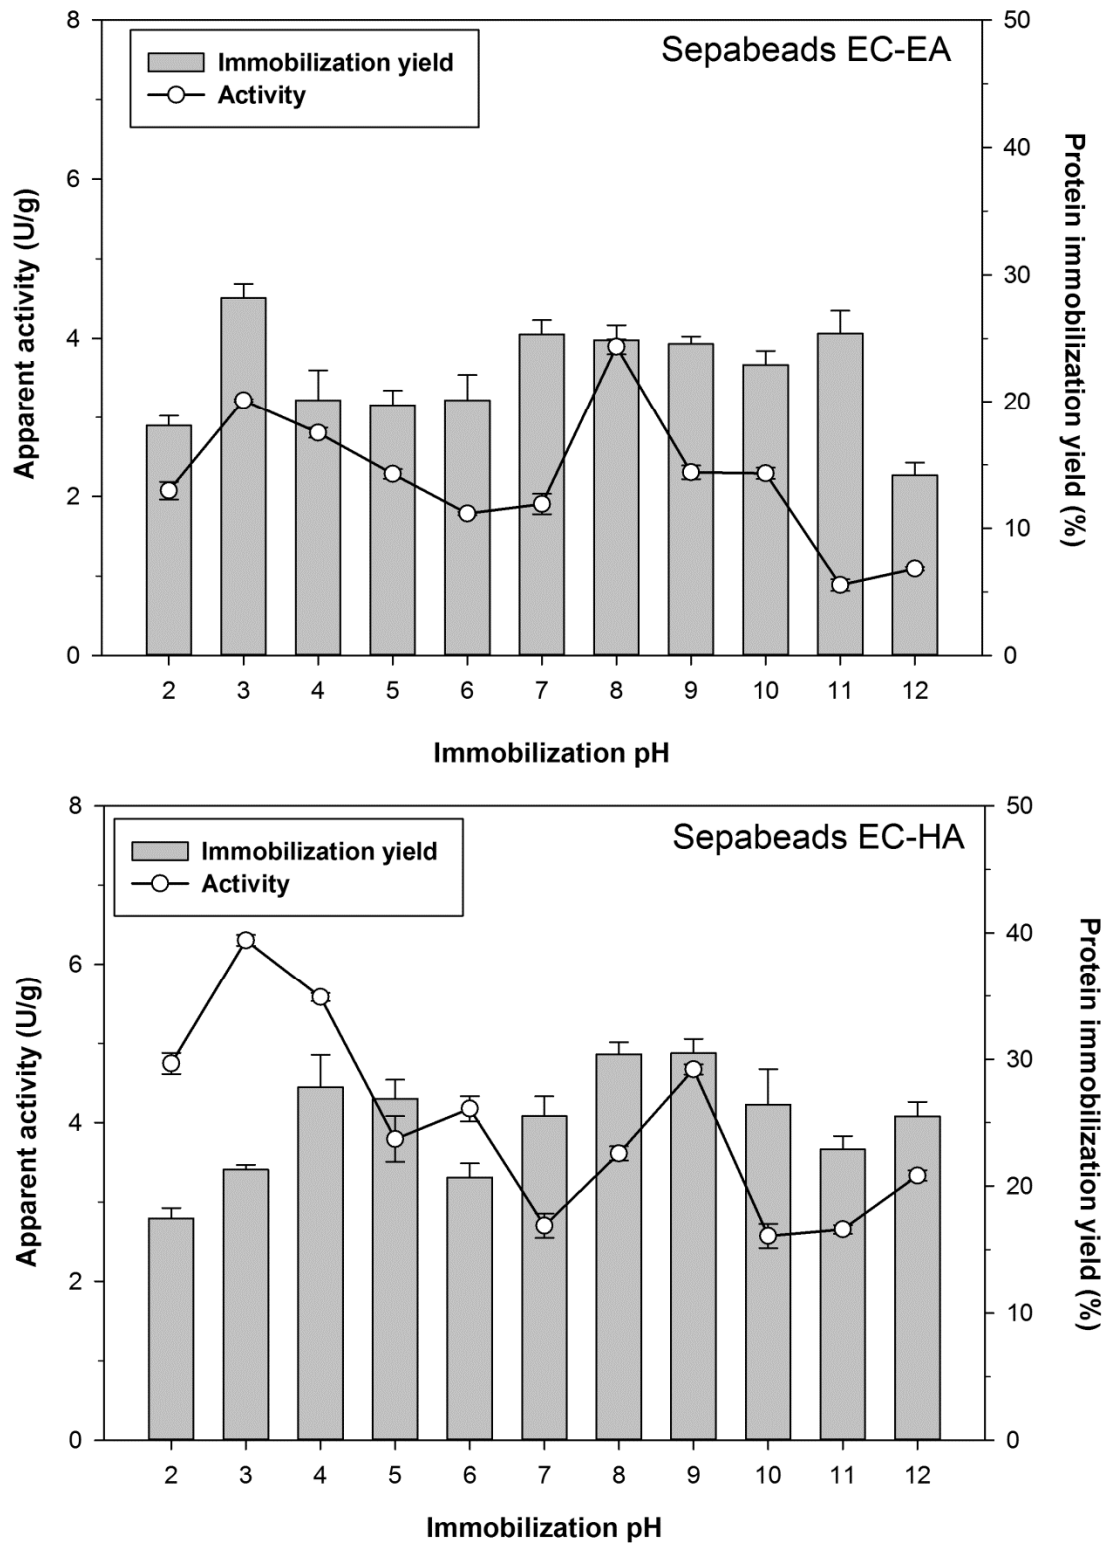 Sepabeads EC-EA
Immobilization yield
Activity
Apparent activity (U/g)
Protein immobilization yield (%)
8
6
4
2
0
50
40
30
20
10
0
2 3 4 5 6 7 8 9 10 11 12
Immobilization pH
Sepabeads EC-HA
Immobilization yield
Activity
Apparent activity (U/g)
Protein immobilization yield (%)
8
6
4
2
0
50
40
30
20
10
0
2 3 4 5 6 7 8 9 10 11 12
Immobilization pH